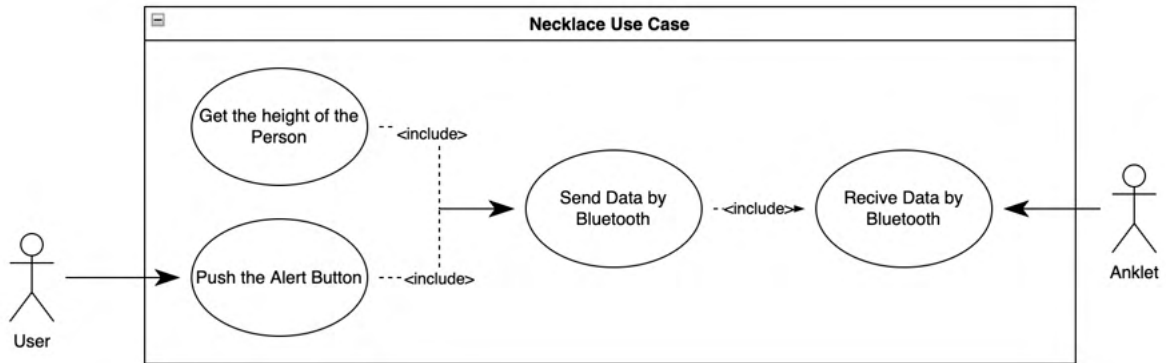 Necklace Use Case
Get the height of the
Person
<include>
Send Data by
Bluetooth
<include>
Recive Data by
Bluetooth
Push the Alert Button
<include>
User
Anklet